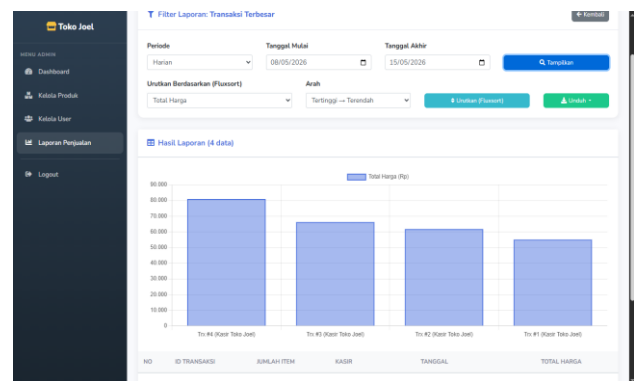 Toko Joel
MENU ADMIN
Dashboard
Kelola Produk
Kelola User
Laporan Penjualan
Logout
Filter Laporan: Transaksi Terbesar
← Kembali
Periode
Tanggal Mulai
Tanggal Akhir
Harian
08/05/2026
15/05/2026
Tampilkan
Urutkan Berdasarkan (Fluxsort)
Arah
Total Harga
Tertinggi → Terendah
Urutkan (Fluxsort)
Unduh
Hasil Laporan (4 data)
Total Harga (Rp)
90.000
80.000
70.000
60.000
50.000
40.000
30.000
20.000
10.000
0
Trx #4 (Kasir Toko Joel)
Trx #3 (Kasir Toko Joel)
Trx #2 (Kasir Toko Joel)
Trx #1 (Kasir Toko Joel)
NO
ID TRANSAKSI
JUMLAH ITEM
KASIR
TANGGAL
TOTAL HARGA